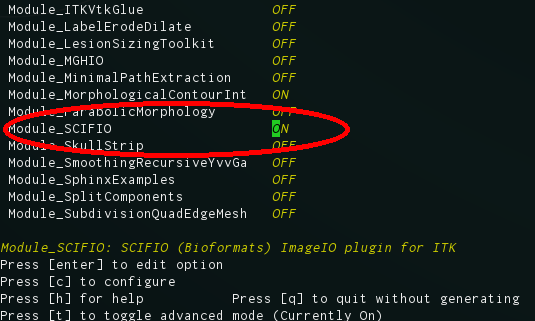 Module_ITKVtkGlue OFF
Module_LabelErodeDilate OFF
Module_LesionSizingToolkit OFF
Module_MGHIO OFF
Module_MinimalPathExtraction OFF
Module_MorphologicalContourInt ON
Module_ParabolicMorphology OFF
Module_SCIFIO ON
Module_SkullStrip OFF
Module_SmoothingRecursiveYvvGa OFF
Module_SphinxExamples OFF
Module_SplitComponents OFF
Module_SubdivisionQuadEdgeMesh OFF
Module_SCIFIO: SCIFIO (Bioformats) ImageIO plugin for ITK
Press [enter] to edit option
Press [c] to configure
Press [h] for help Press [q] to quit without generating
Press [t] to toggle advanced mode (Currently On)